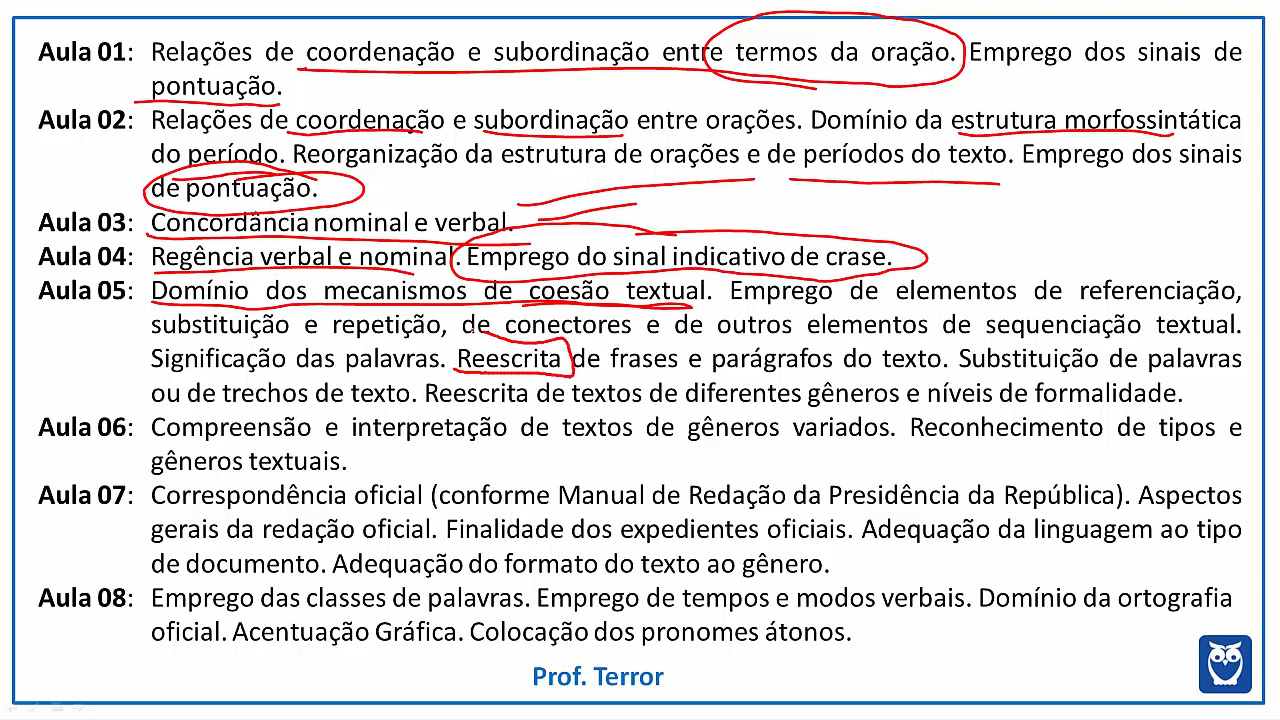 Aula 01: Relações de coordenação e subordinação entre termos da oração. Emprego dos sinais de
pontuação.
Aula 02: Relações de coordenação e subordinação entre orações. Domínio da estrutura morfossintática
do período. Reorganização da estrutura de orações e de períodos do texto. Emprego dos sinais
de pontuação.
Aula 03: Concordância nominal e verbal.
Aula 04: Regência verbal e nominal. Emprego do sinal indicativo de crase.
Aula 05: Domínio dos mecanismos de coesão textual. Emprego de elementos de referenciação,
substituição e repetição, de conectores e de outros elementos de sequenciação textual.
Significação das palavras. Reescrita de frases e parágrafos do texto. Substituição de palavras
ou de trechos de texto. Reescrita de textos de diferentes gêneros e níveis de formalidade.
Aula 06: Compreensão e interpretação de textos de gêneros variados. Reconhecimento de tipos e
gêneros textuais.
Aula 07: Correspondência oficial (conforme Manual de Redação da Presidência da República). Aspectos
gerais da redação oficial. Finalidade dos expedientes oficiais. Adequação da linguagem ao tipo
de documento. Adequação do formato do texto ao gênero.
Aula 08: Emprego das classes de palavras. Emprego de tempos e modos verbais. Domínio da ortografia
oficial. Acentuação Gráfica. Colocação dos pronomes átonos.
Prof. Terror